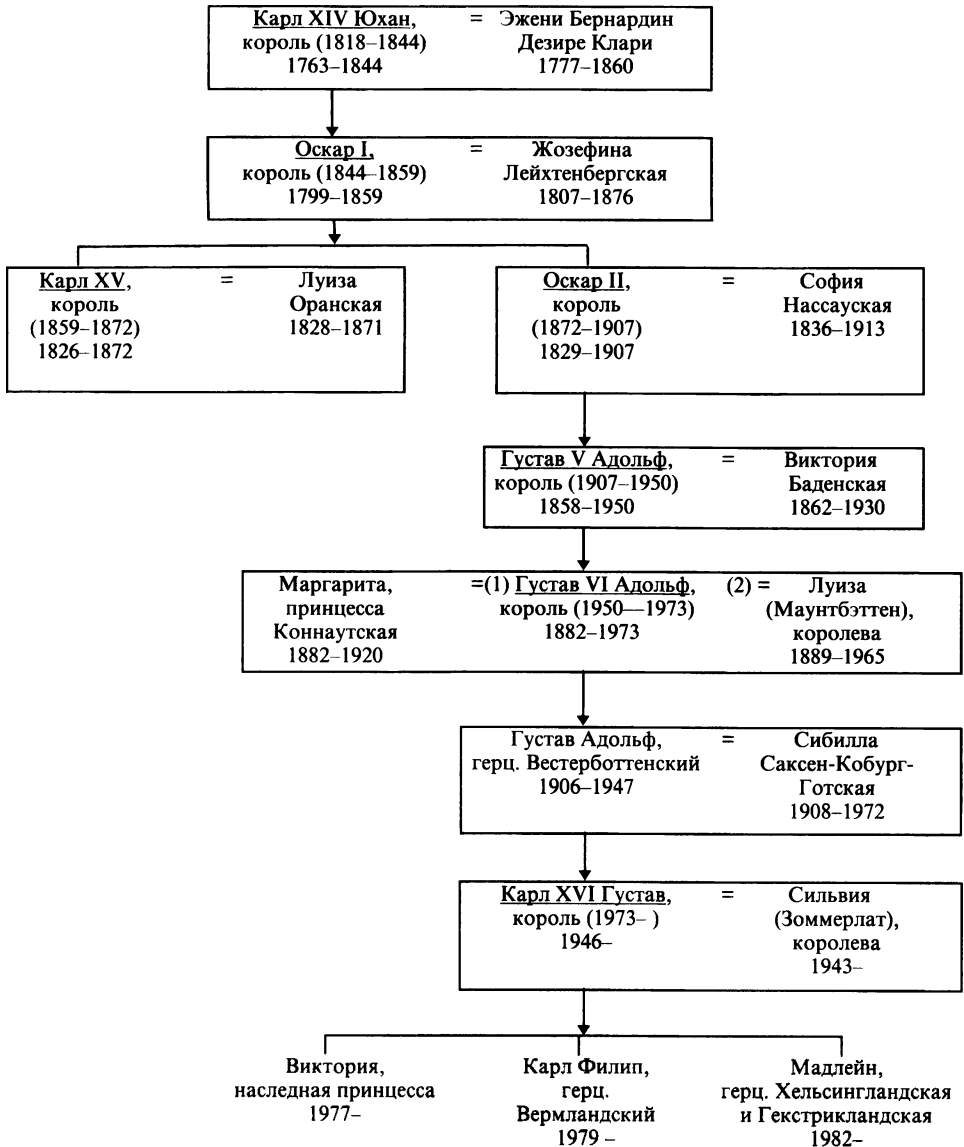 Карл XIV Юхан, = Эжени Бернардин
король (1818–1844) Дезире Клари
1763–1844 1777–1860
Оскар I, = Жозефина
король (1844–1859) Лейхтенбергская
1799–1859 1807–1876
Карл XV, = Луиза
король Оранская
(1859–1872) 1828–1871
1826–1872
Оскар II, = София
король Нассауская
(1872–1907) 1836–1913
1829–1907
Густав V Адольф, = Виктория
король (1907–1950) Баденская
1858–1950 1862–1930
Маргарита, =(1) Густав VI Адольф, (2) = Луиза
принцесса король (1950—1973) (Маунтбэттен),
Коннаутская 1882–1973 королева
1882–1920 1889–1965
Густав Адольф, = Сибилла
герц. Вестерботтенский Саксен-Кобург-
1906–1947 Готская
1908–1972
Карл XVI Густав, = Сильвия
король (1973– ) (Зоммерлат),
1946– королева
1943–
Виктория,
наследная принцесса
1977–
Карл Филип,
герц.
Вермландский
1979 –
Мадлейн,
герц. Хельсингландская
и Гекстрикландская
1982–